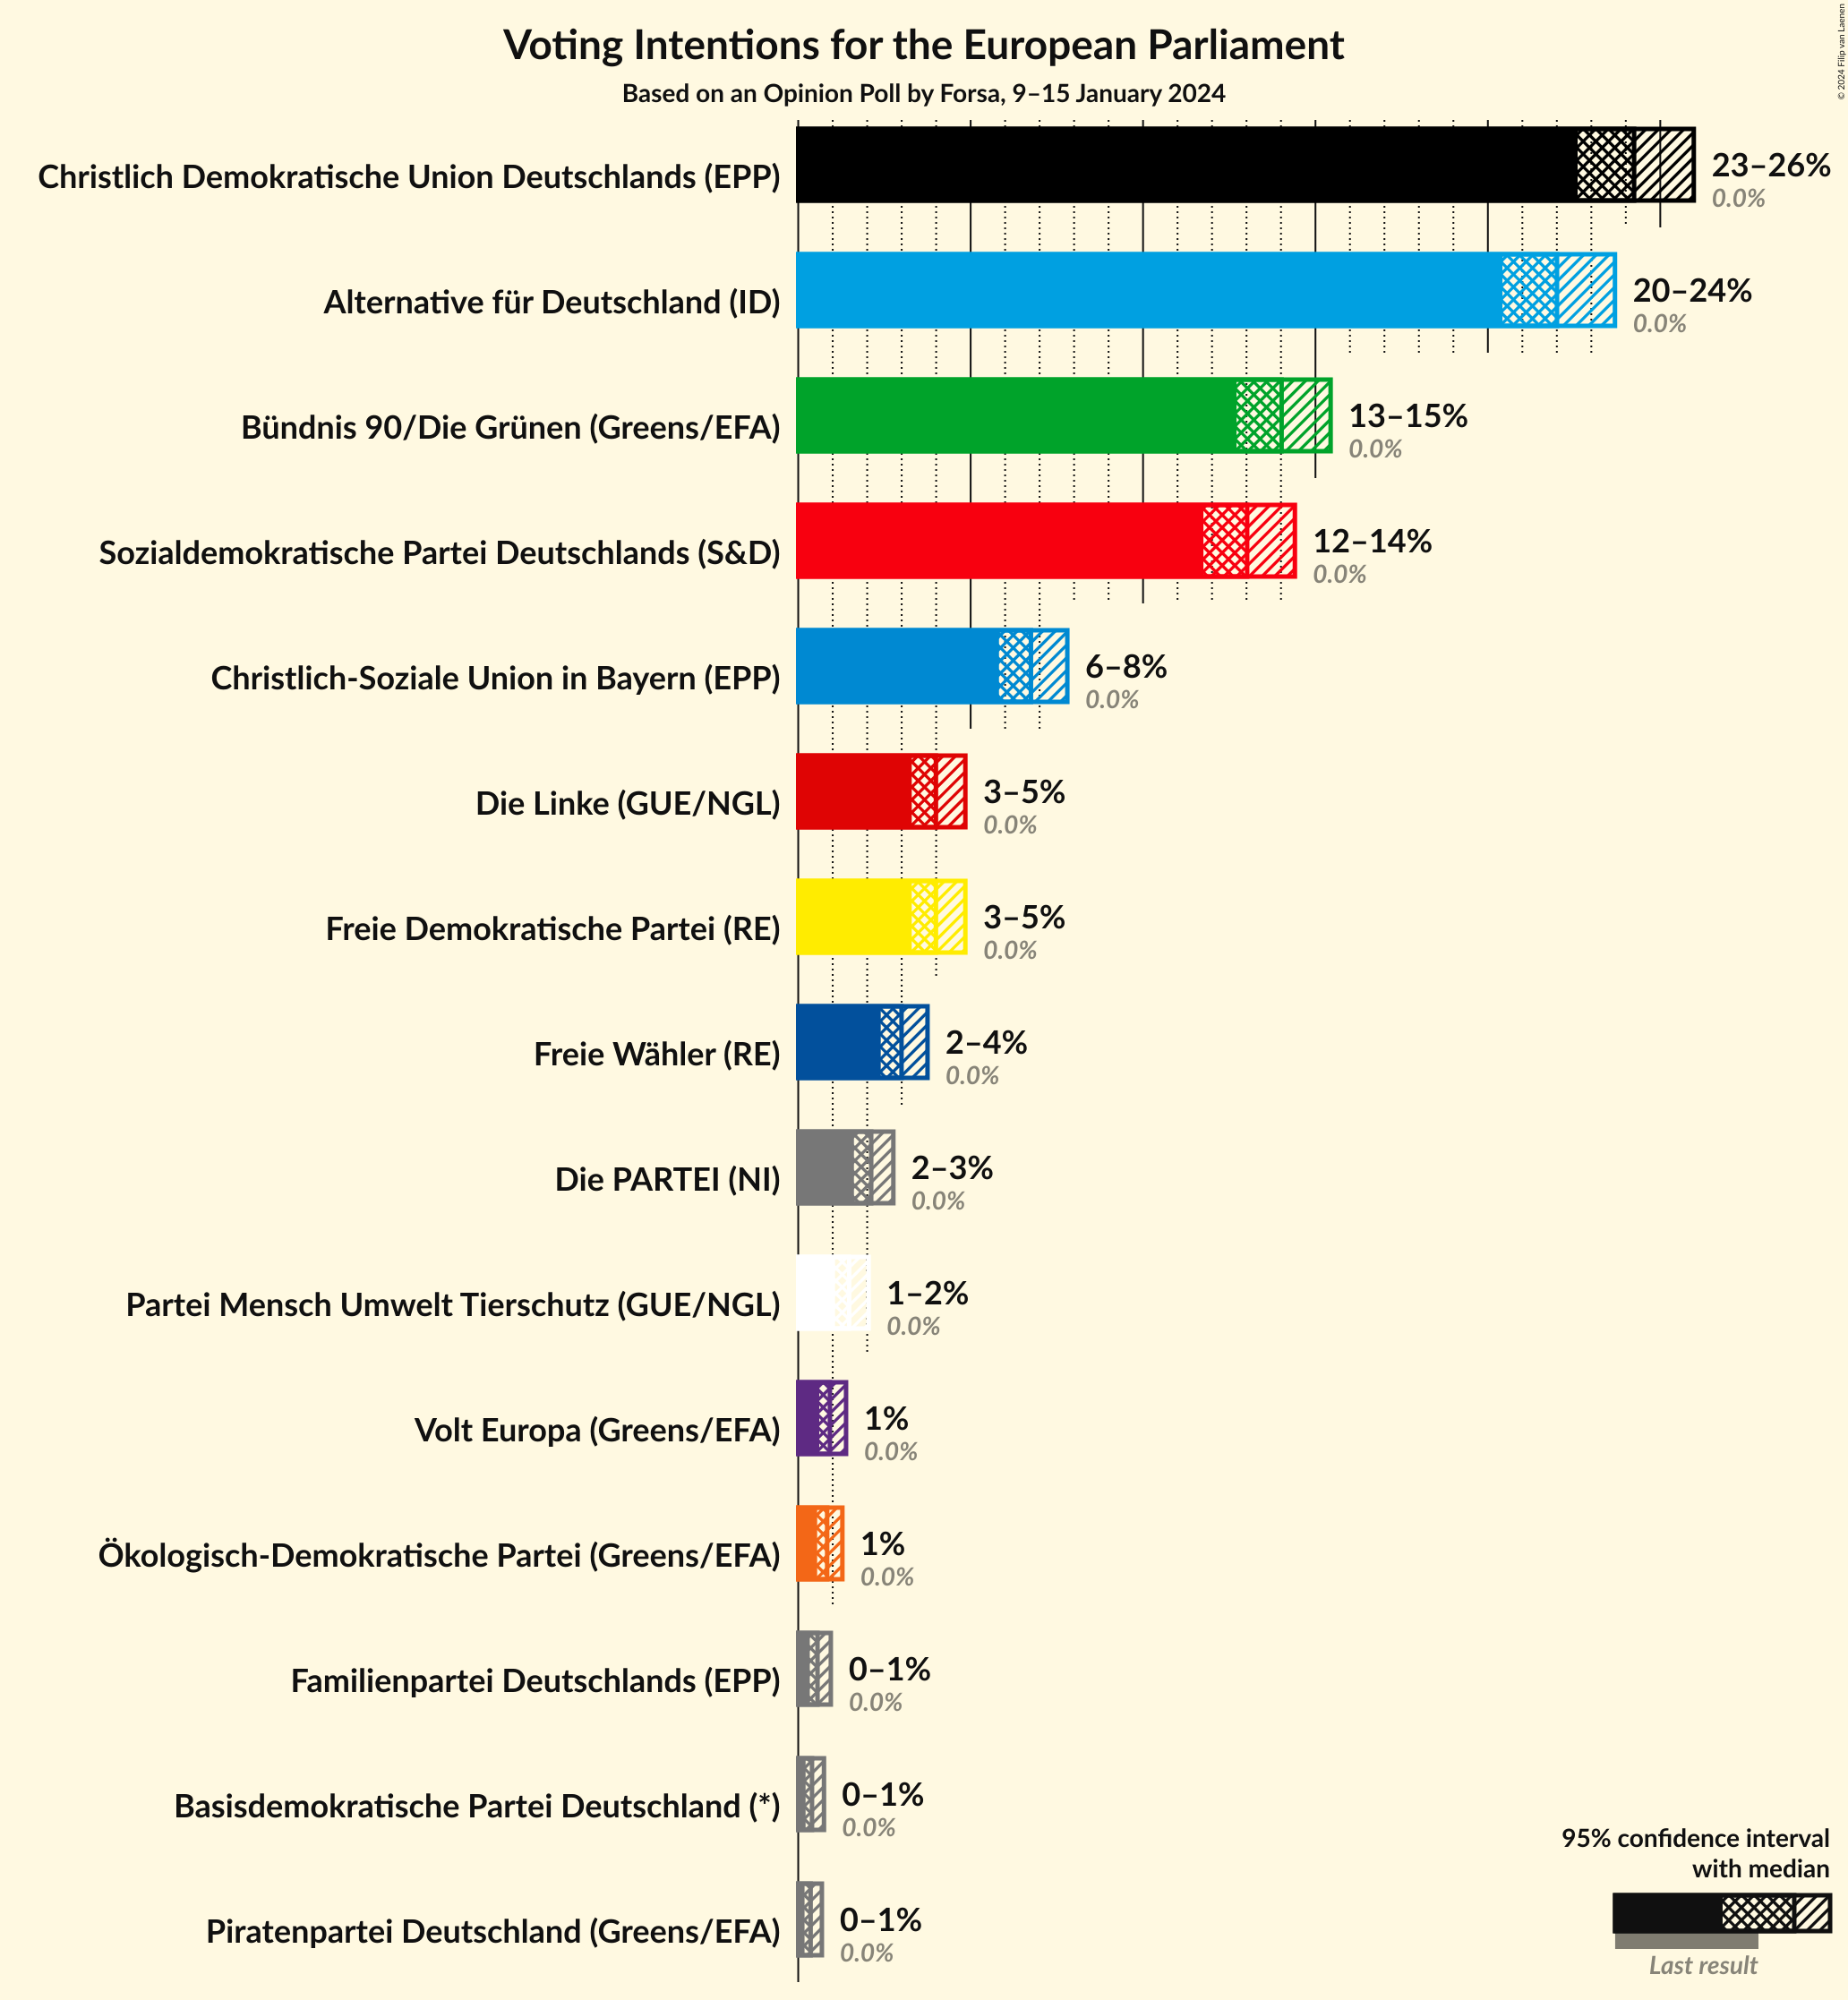 Voting Intentions for the European Parliament
Based on an Opinion Poll by Forsa, 9–15 January 2024
© 2024 Filip van Laenen
Christlich Demokratische Union Deutschlands (EPP)
23–26%
0.0%
Alternative für Deutschland (ID)
20–24%
0.0%
Bündnis 90/Die Grünen (Greens/EFA)
13–15%
0.0%
Sozialdemokratische Partei Deutschlands (S&D)
12–14%
0.0%
Christlich-Soziale Union in Bayern (EPP)
6–8%
0.0%
Die Linke (GUE/NGL)
3–5%
0.0%
Freie Demokratische Partei (RE)
3–5%
0.0%
Freie Wähler (RE)
2–4%
0.0%
Die PARTEI (NI)
2–3%
0.0%
Partei Mensch Umwelt Tierschutz (GUE/NGL)
1–2%
0.0%
Volt Europa (Greens/EFA)
1%
0.0%
Ökologisch-Demokratische Partei (Greens/EFA)
1%
0.0%
Familienpartei Deutschlands (EPP)
0–1%
0.0%
Basisdemokratische Partei Deutschland (*)
0–1%
0.0%
Piratenpartei Deutschland (Greens/EFA)
0–1%
0.0%
95% confidence interval
with median
Last result